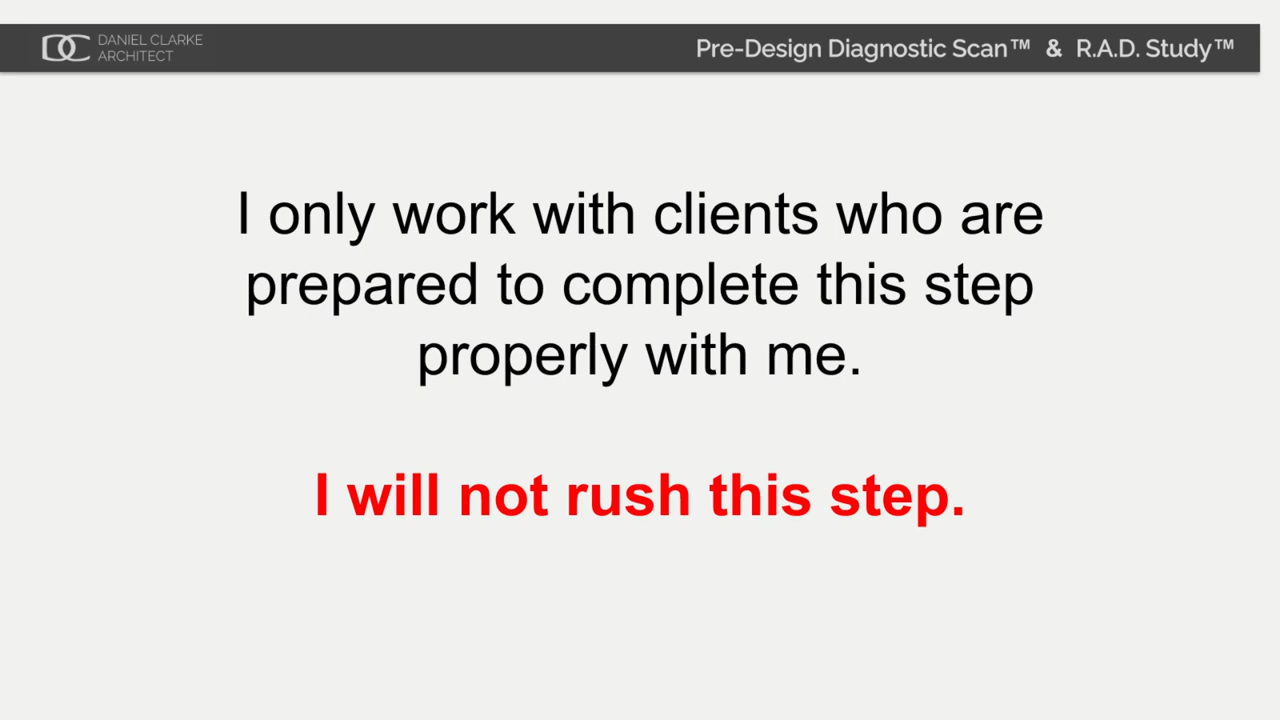 DC DANIEL CLARKE
ARCHITECT
Pre-Design Diagnostic Scan™ & R.A.D. Study™
I only work with clients who are
prepared to complete this step
properly with me.
I will not rush this step.